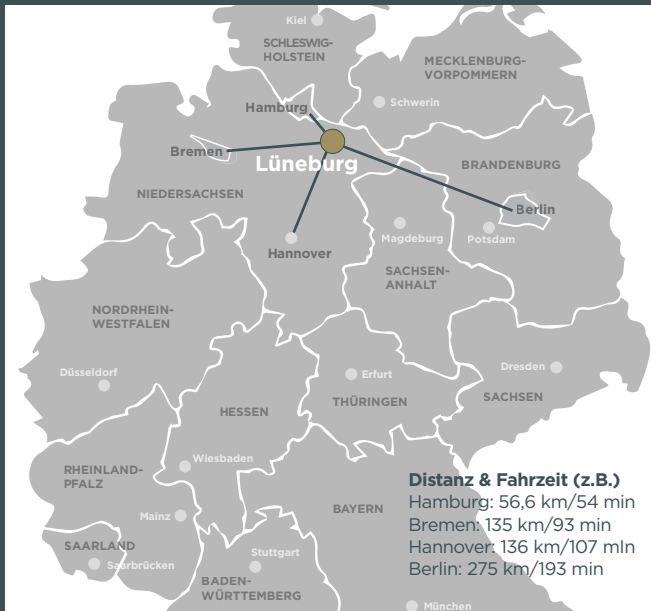 Kiel
SCHLESWIG-
HOLSTEIN
MECKLENBURG-
VORPOMMERN
Schwerin
Hamburg
Bremen
Lüneburg
BRANDENBURG
NIEDERSACHSEN
Berlin
Hannover
Magdeburg
Potsdam
SACHSEN-
ANHALT
NORDRHEIN-
WESTFALEN
Düsseldorf
Erfurt
Dresden
HESSEN
THÜRINGEN
SACHSEN
Wiesbaden
RHEINLAND-
PFALZ
Mainz
BAYERN
SAARLAND
Saarbrücken
Stuttgart
BADEN-
WÜRTTEMBERG
München
Distanz & Fahrzeit (z.B.)
Hamburg: 56,6 km/54 min
Bremen: 135 km/93 min
Hannover: 136 km/107 mln
Berlin: 275 km/193 min